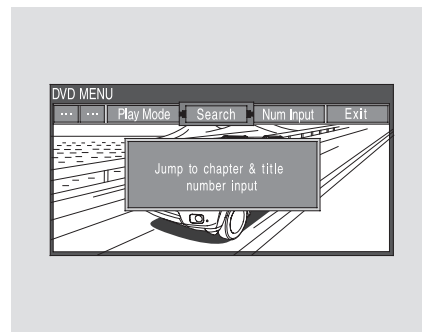 DVD MENU
... ... Play Mode Search Num Input Exit
Jump to chapter & title
number input